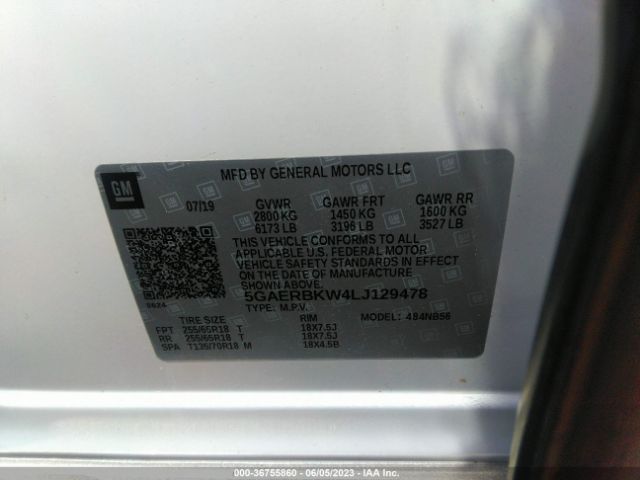 GM
MFD BY GENERAL MOTORS LLC
07/19 GVWR GAWR FRT GAWR RR
2800 KG 1450 KG 1600 KG
6173 LB 3196 LB 3527 LB
THIS VEHICLE CONFORMS TO ALL
APPLICABLE U.S. FEDERAL MOTOR
VEHICLE SAFETY STANDARDS IN EFFECT
ON THE DATE OF MANUFACTURE
SHOWN ABOVE.
5GAERBKW4LJ129478
TYPE: M.P.V. MODEL: 4B4NB56
TIRE SIZE RIM
FPT 255/65R18 T 18X7.5J
RR 255/65R18 T 18X7.5J
SPA T135/70R18 M 18X4.5B
000-36755860 - 06/05/2023 - IAA Inc.